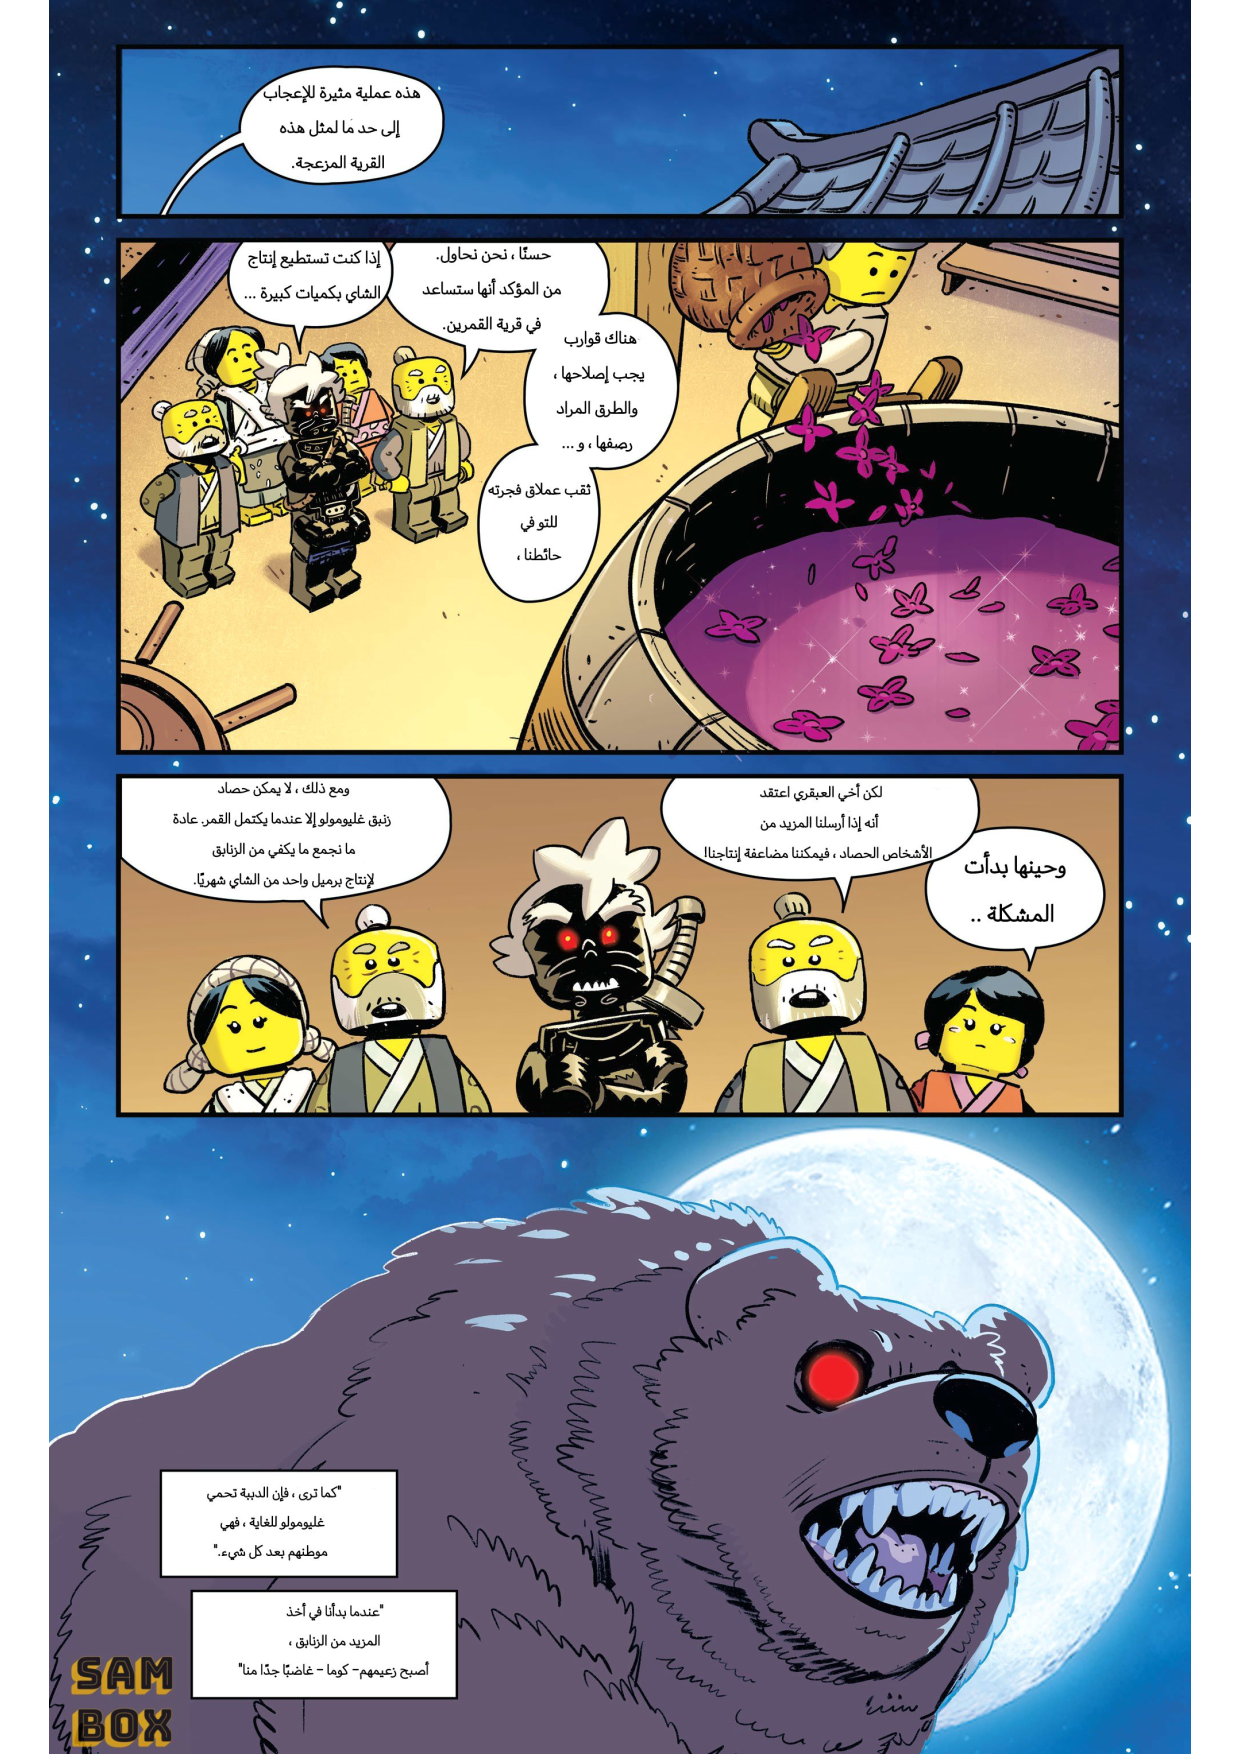 هذه عملية مثيرة للإعجاب
إلى حد مَا لمثل هذه
القرية المزعجة.
إذا كنت تستطيع إنتاج
الشاي بكميات كبيرة ...
حسنًا ، نحن نحاول.
من المؤكد أنها ستساعد
في قرية القمرين.
هناك قوارب
يجب إصلاحها ،
والطرق المراد
رصفها ، و ...
ثقب عملاق فجرته
للتو في
حائطنا ،
ومع ذلك ، لا يمكن حصاد
زنبق غليومولو إلا عندما يكتمل القمر. عادة
ما نجمع ما يكفي من الزنابق
لإنتاج برميل واحد من الشاي شهريًا.
لكن أخي العبقري اعتقد
أنه إذا أرسلنا المزيد من
الأشخاص الحصاد ، فيمكننا مضاعفة إنتاجنا!
وحينها بدأت
المشكلة ..
"كما ترى ، فإن الدببة تحمي
غليومولو للغاية ، فهي
موطنهم بعد كل شيء."
"عندما بدأنا في أخذ
المزيد من الزنابق ،
أصبح زعيمهم- كوما - غاضبًا جدًا منا"
SAM
BOX